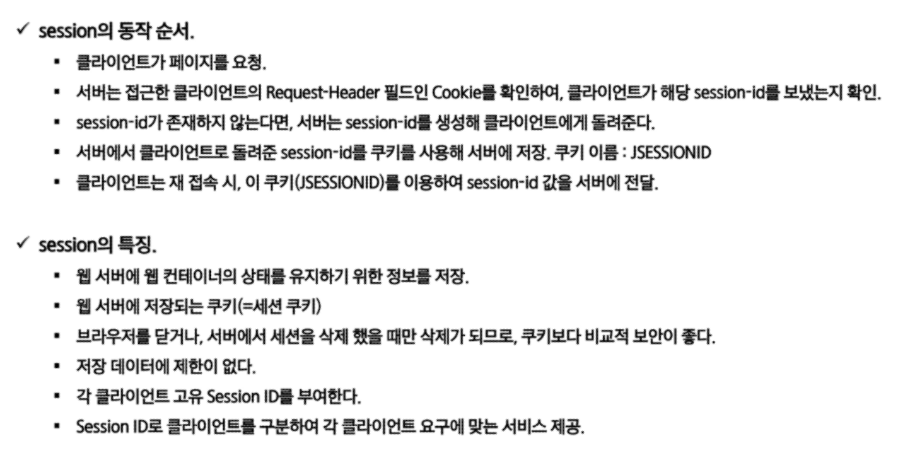 ✓ session의 동작 순서.
▪ 클라이언트가 페이지를 요청.
▪ 서버는 접근한 클라이언트의 Request-Header 필드인 Cookie를 확인하여, 클라이언트가 해당 session-id를 보냈는지 확인.
▪ session-id가 존재하지 않는다면, 서버는 session-id를 생성해 클라이언트에게 돌려준다.
▪ 서버에서 클라이언트로 돌려준 session-id를 쿠키를 사용해 서버에 저장. 쿠키 이름 : JSESSIONID
▪ 클라이언트는 재 접속 시, 이 쿠키(JSESSIONID)를 이용하여 session-id 값을 서버에 전달.
✓ session의 특징.
▪ 웹 서버에 웹 컨테이너의 상태를 유지하기 위한 정보를 저장.
▪ 웹 서버에 저장되는 쿠키(=세션 쿠키)
▪ 브라우저를 닫거나, 서버에서 세션을 삭제 했을 때만 삭제가 되므로, 쿠키보다 비교적 보안이 좋다.
▪ 저장 데이터에 제한이 없다.
▪ 각 클라이언트 고유 Session ID를 부여한다.
▪ Session ID로 클라이언트를 구분하여 각 클라이언트 요구에 맞는 서비스 제공.